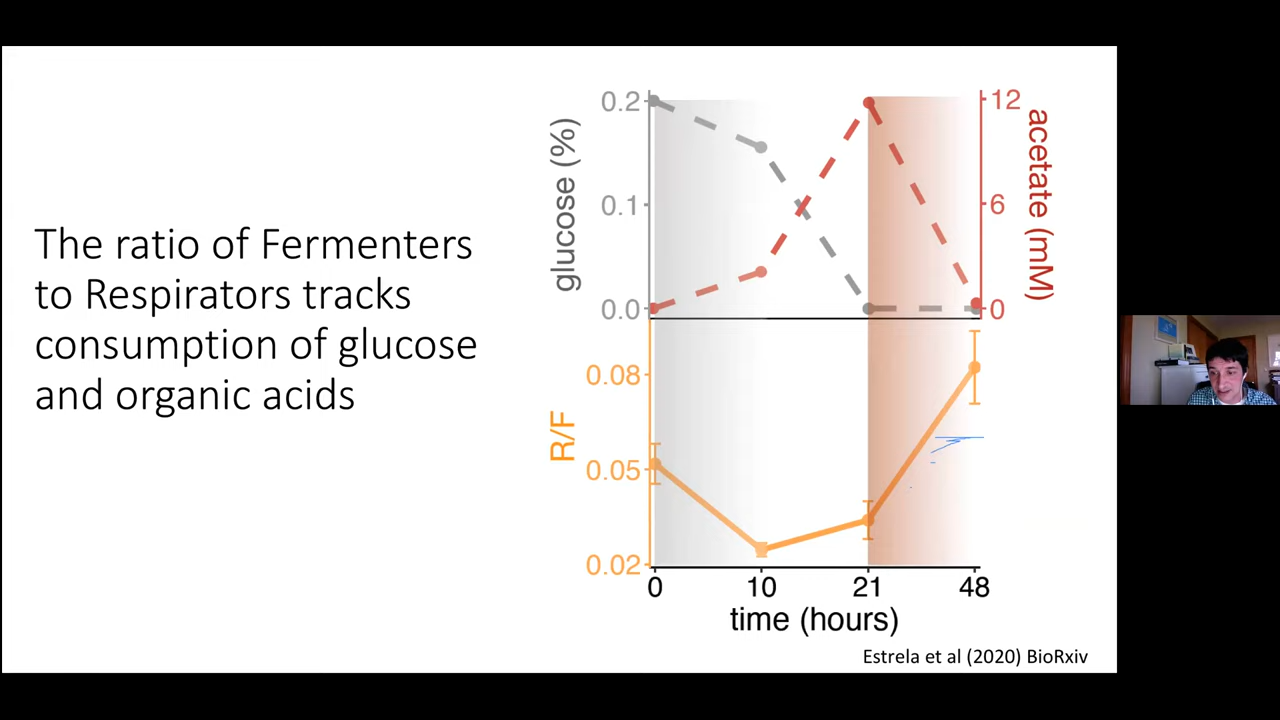 The ratio of Fermenters
to Respirators tracks
consumption of glucose
and organic acids
glucose (%)
0.2
0.1
0.0
acetate (mM)
12
6
0
R/F
0.08
0.05
0.02
0 10 21 48
time (hours)
Estrela et al (2020) BioRxiv